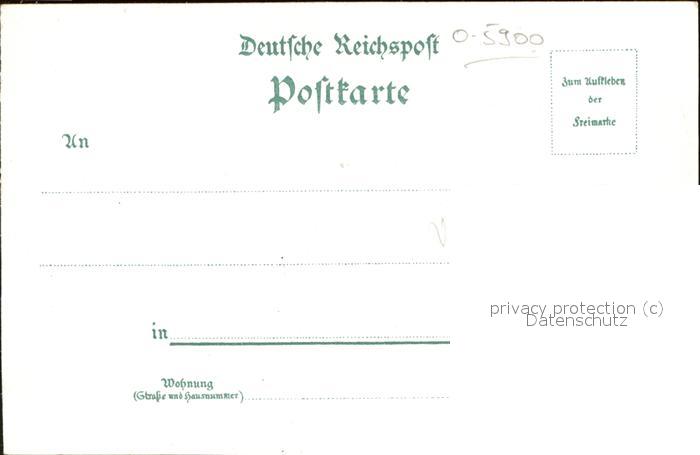 Deutsche Reichspost
O-5900
Postkarte
Zum Aufkleben
der
Freimarke
An
privacy protection (c)
Datenschutz
in
Wohnung
(Straße und Hausnummer)